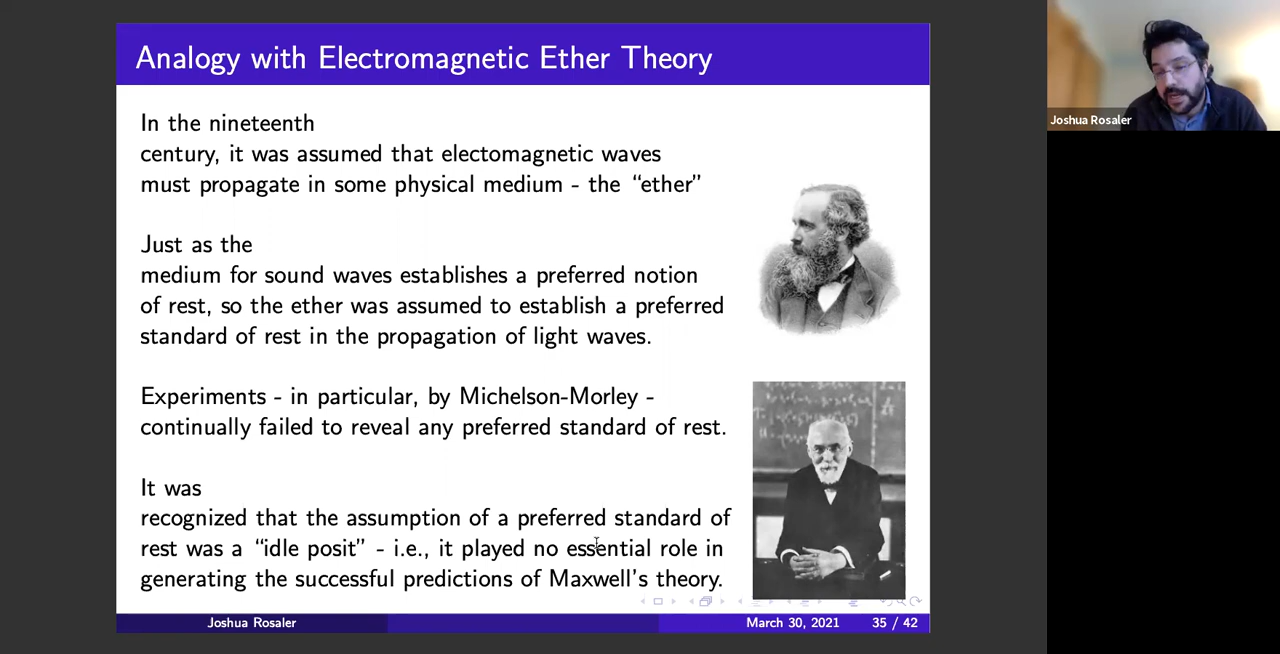 Analogy with Electromagnetic Ether Theory
In the nineteenth
century, it was assumed that electomagnetic waves
must propagate in some physical medium - the “ether”
Just as the
medium for sound waves establishes a preferred notion
of rest, so the ether was assumed to establish a preferred
standard of rest in the propagation of light waves.
Experiments - in particular, by Michelson-Morley -
continually failed to reveal any preferred standard of rest.
It was
recognized that the assumption of a preferred standard of
rest was a “idle posit” - i.e., it played no essential role in
generating the successful predictions of Maxwell’s theory.
Joshua Rosaler
March 30, 2021
35 / 42
Joshua Rosaler